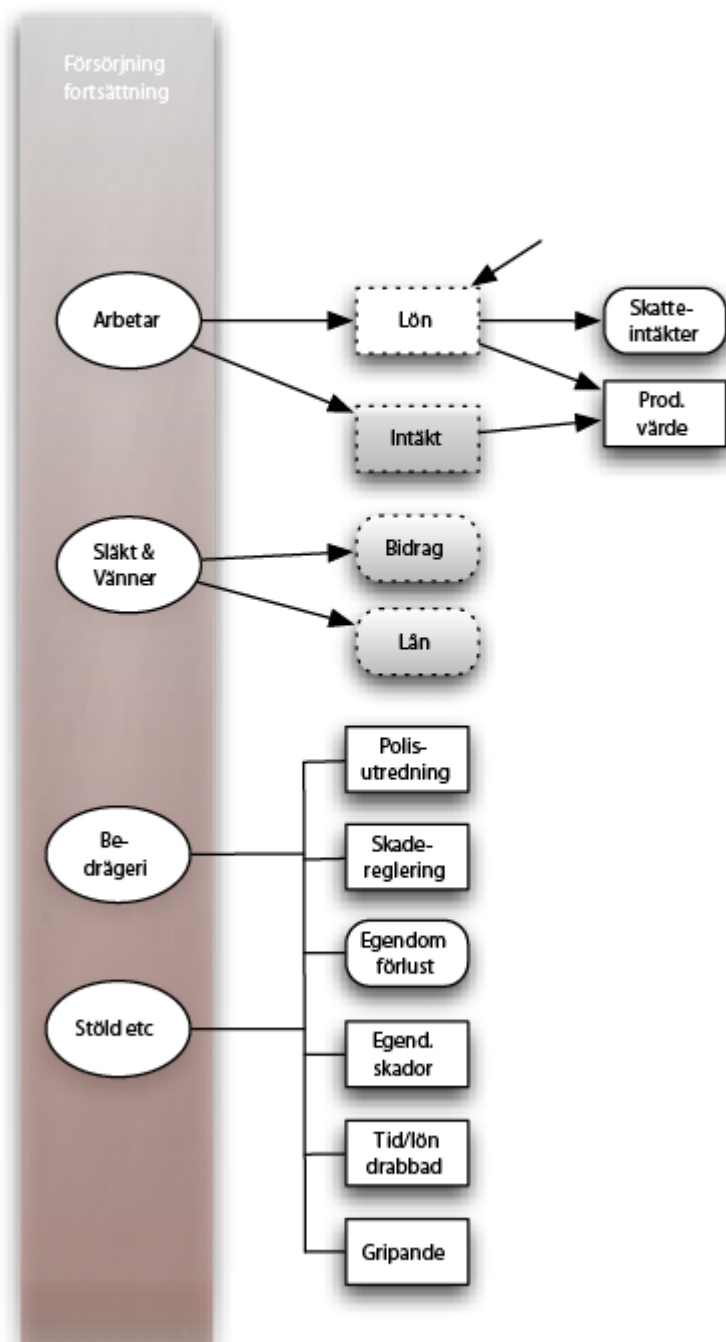 Försörjning
fortsättning
Arbetar
Lön
Skatte-
intäkter
Intäkt
Prod.
värde
Släkt &
Vänner
Bidrag
Lån
Be-
drägeri
Polis-
utredning
Skade-
reglering
Egendom
förlust
Stöld etc
Egend.
skador
Tid/lön
drabbad
Gripande